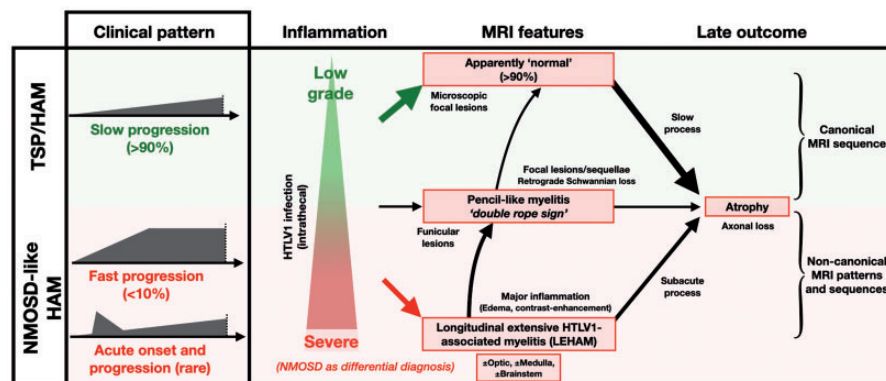 Clinical pattern
Inflammation
MRI features
Late outcome
TSP/HAM
Slow progression
(>90%)
Low
grade
Apparently ‘normal’
(>90%)
Microscopic
focal lesions
Slow
process
Canonical
MRI sequence
Focal lesions/sequellae
Retrograde Schwannian loss
HTLV1 infection
(intrathecal)
Pencil-like myelitis
‘double rope sign’
Funicular
lesions
Atrophy
Axonal loss
NMOSD-like
HAM
Fast progression
(<10%)
Non-canonical
MRI patterns
and sequences
Subacute
process
Major inflammation
(Edema, contrast-enhancement)
Acute onset and
progression (rare)
Severe
Longitudinal extensive HTLV1-
associated myelitis (LEHAM)
(NMOSD as differential diagnosis)
±Optic, ±Medulla,
±Brainstem